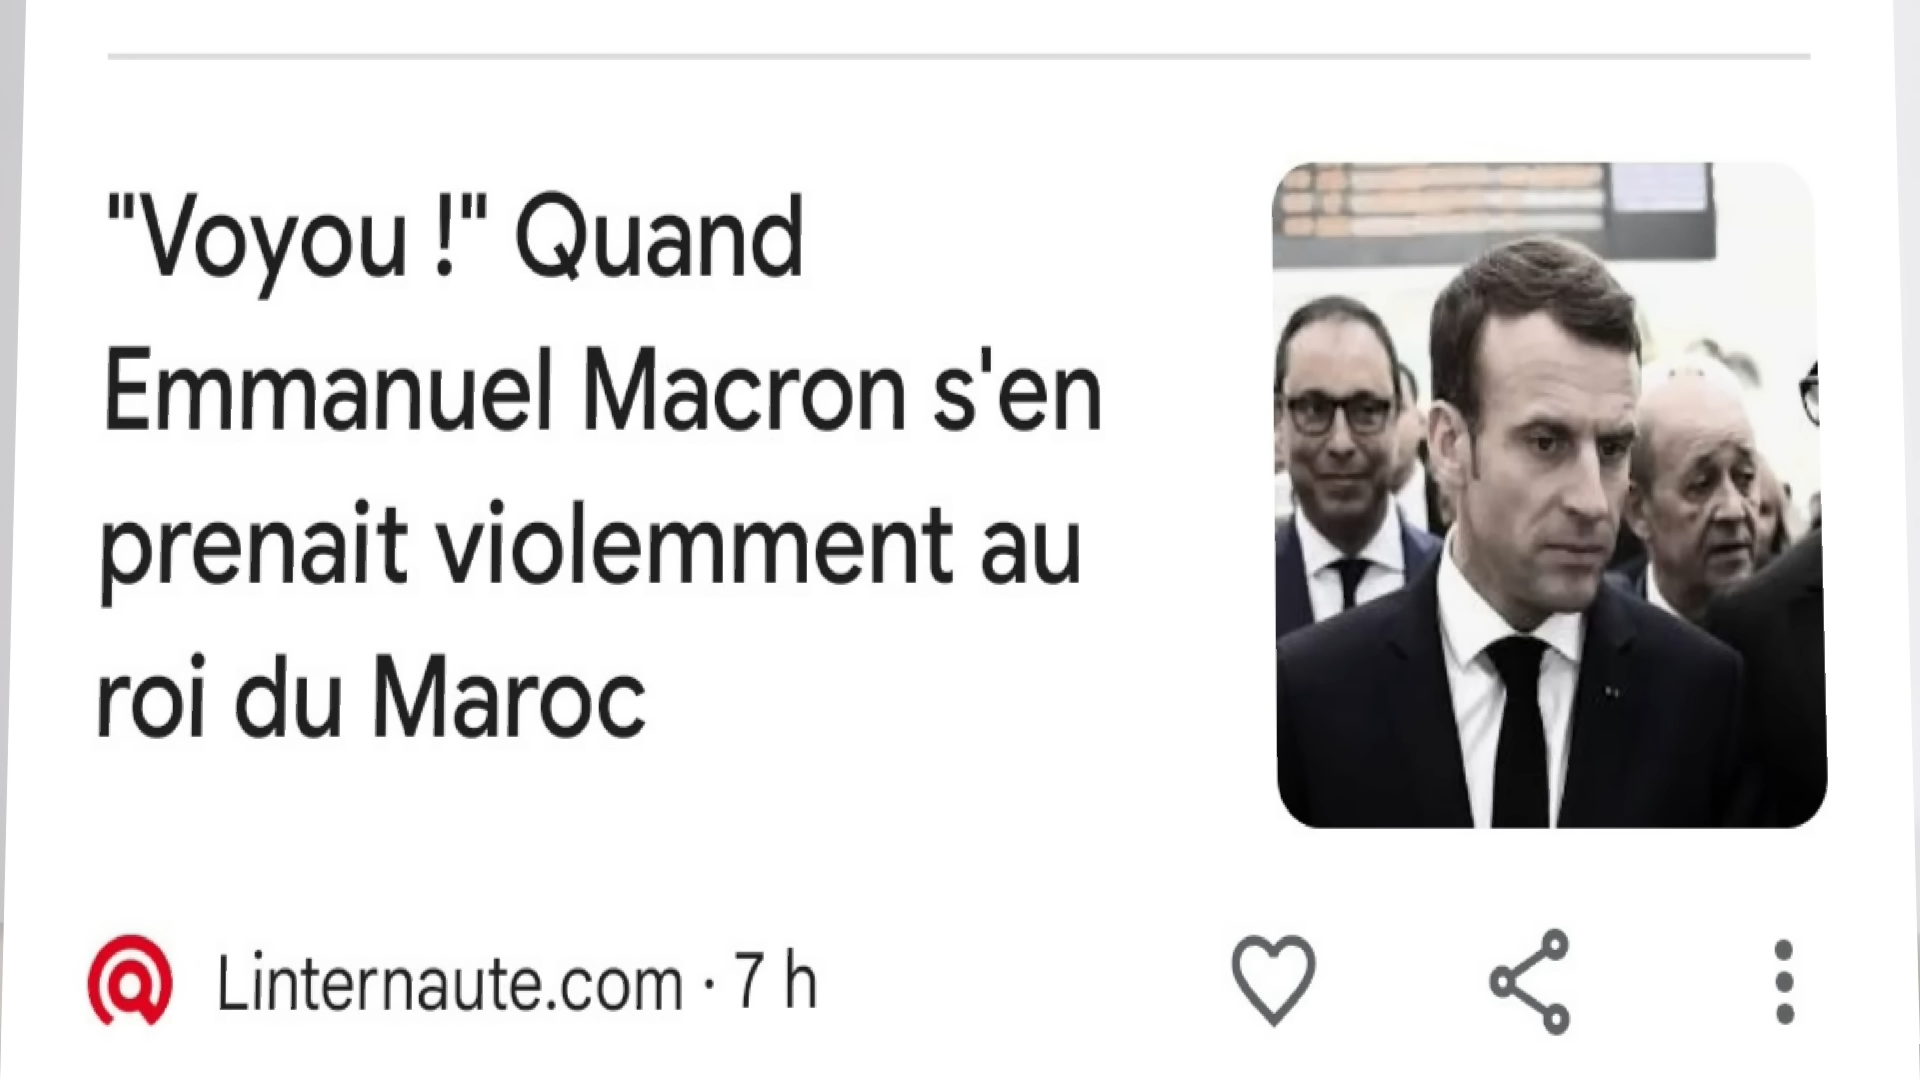 "Voyou !" Quand
Emmanuel Macron s'en
prenait violemment au
roi du Maroc
Linternaute.com · 7 h